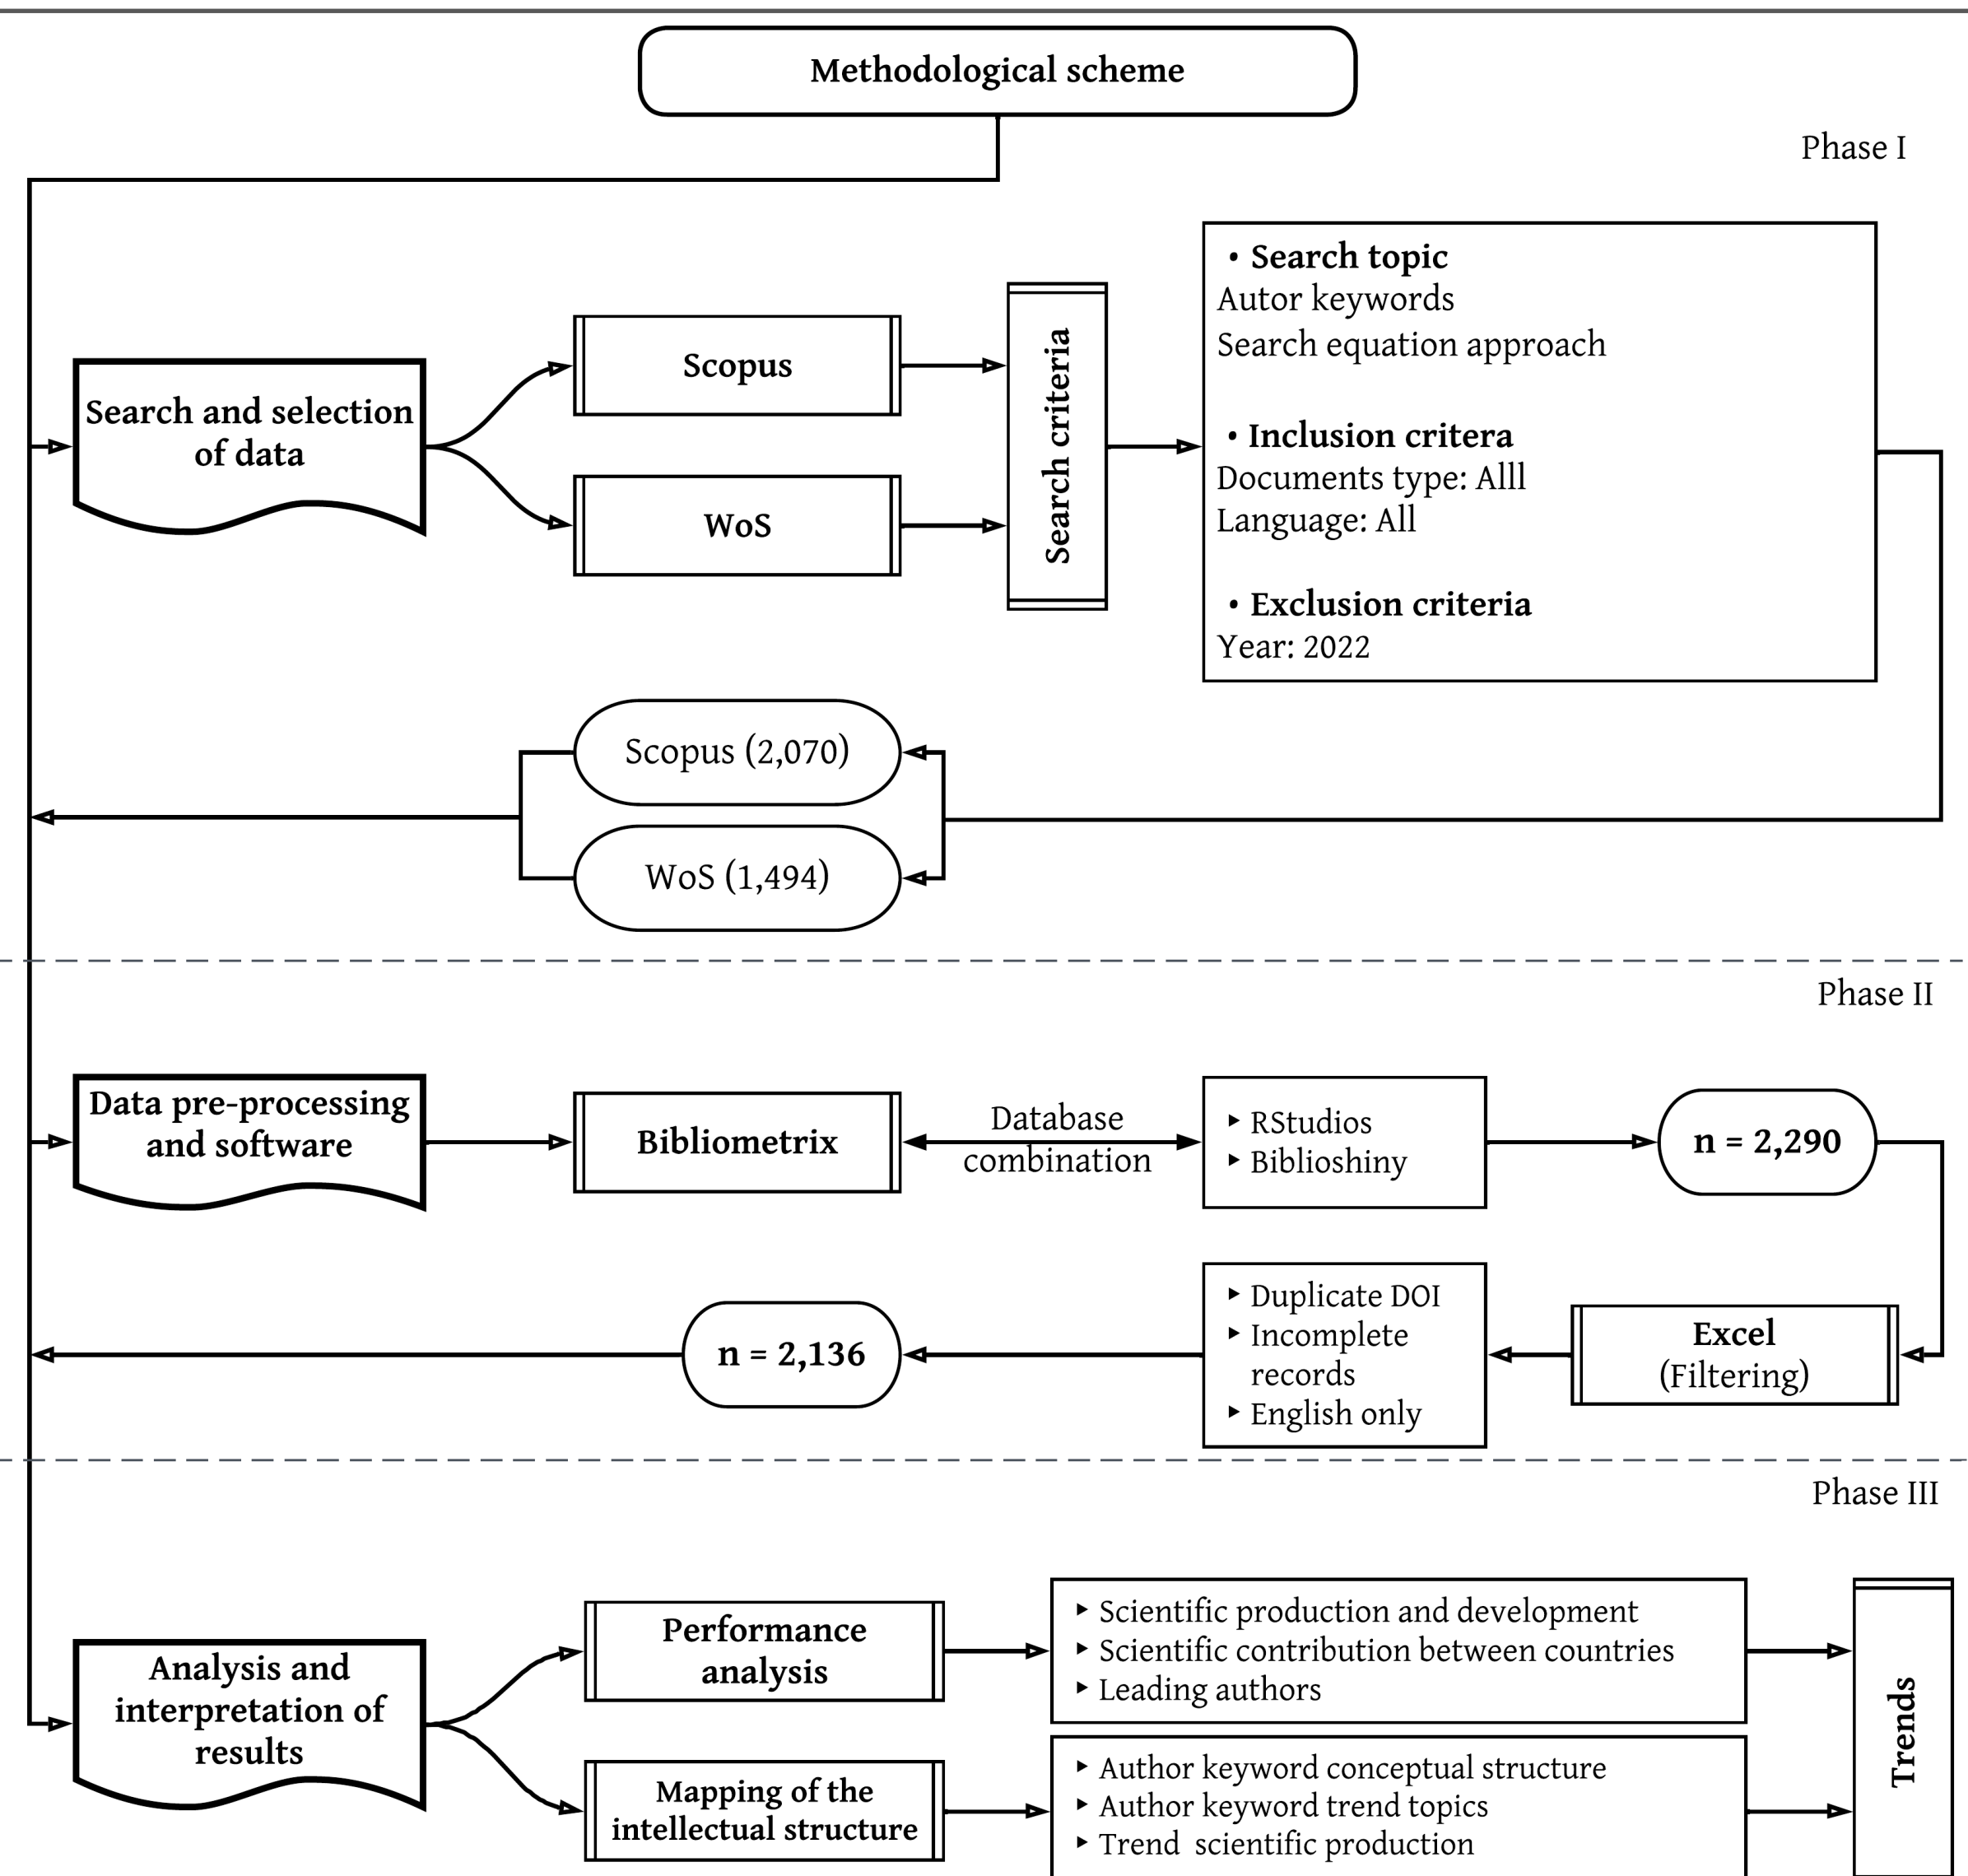 Methodological scheme
Phase I
Search and selection
of data
Scopus
WoS
Search criteria
• Search topic
Autor keywords
Search equation approach
• Inclusion critera
Documents type: Alll
Language: All
• Exclusion criteria
Year: 2022
Scopus (2,070)
WoS (1,494)
Phase II
Data pre-processing
and software
Bibliometrix
Database
combination
‣ RStudios
‣ Biblioshiny
n = 2,290
Excel
(Filtering)
‣ Duplicate DOI
‣ Incomplete
records
‣ English only
n = 2,136
Phase III
Analysis and
interpretation of
results
Performance
analysis
‣ Scientific production and development
‣ Scientific contribution between countries
‣ Leading authors
Mapping of the
intellectual structure
‣ Author keyword conceptual structure
‣ Author keyword trend topics
‣ Trend  scientific production
Trends